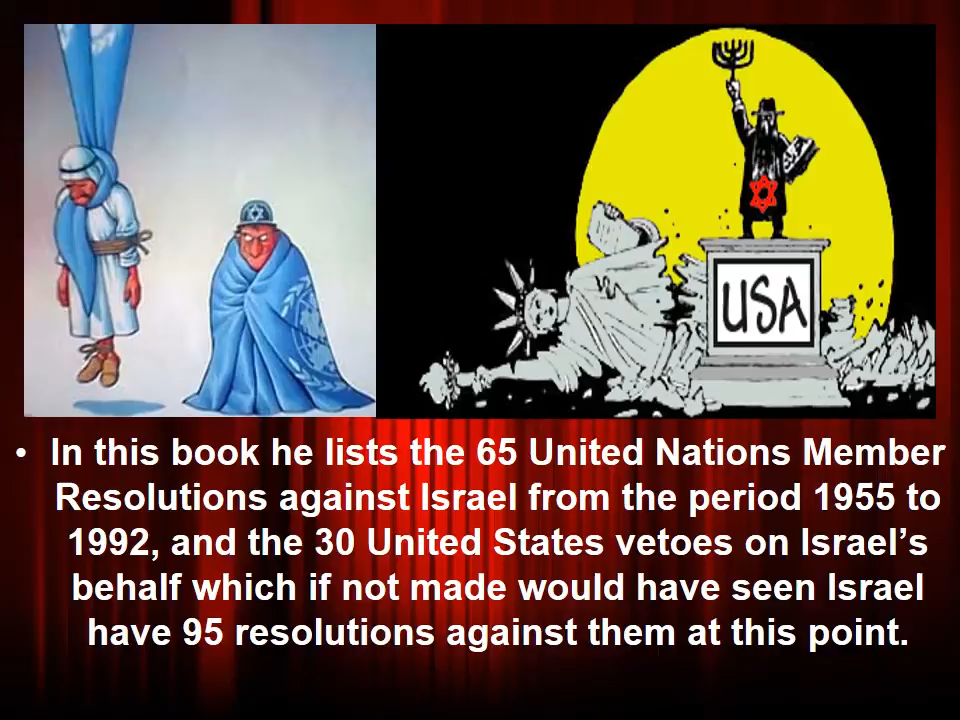 USA
• In this book he lists the 65 United Nations Member
Resolutions against Israel from the period 1955 to
1992, and the 30 United States vetoes on Israel’s
behalf which if not made would have seen Israel
have 95 resolutions against them at this point.